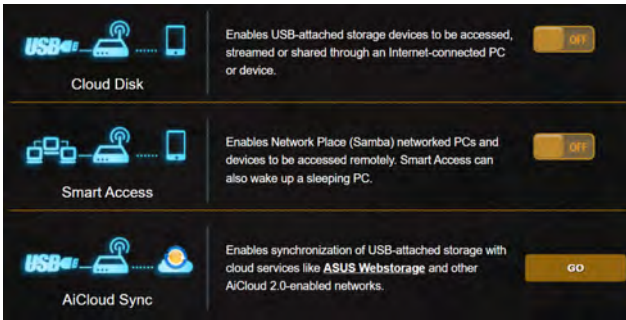 USB
Cloud Disk
Enables USB-attached storage devices to be accessed,
streamed or shared through an Internet-connected PC
or device.
OFF
Smart Access
Enables Network Place (Samba) networked PCs and
devices to be accessed remotely. Smart Access can
also wake up a sleeping PC.
OFF
USB
AiCloud Sync
Enables synchronization of USB-attached storage with
cloud services like ASUS Webstorage and other
AiCloud 2.0-enabled networks.
GO